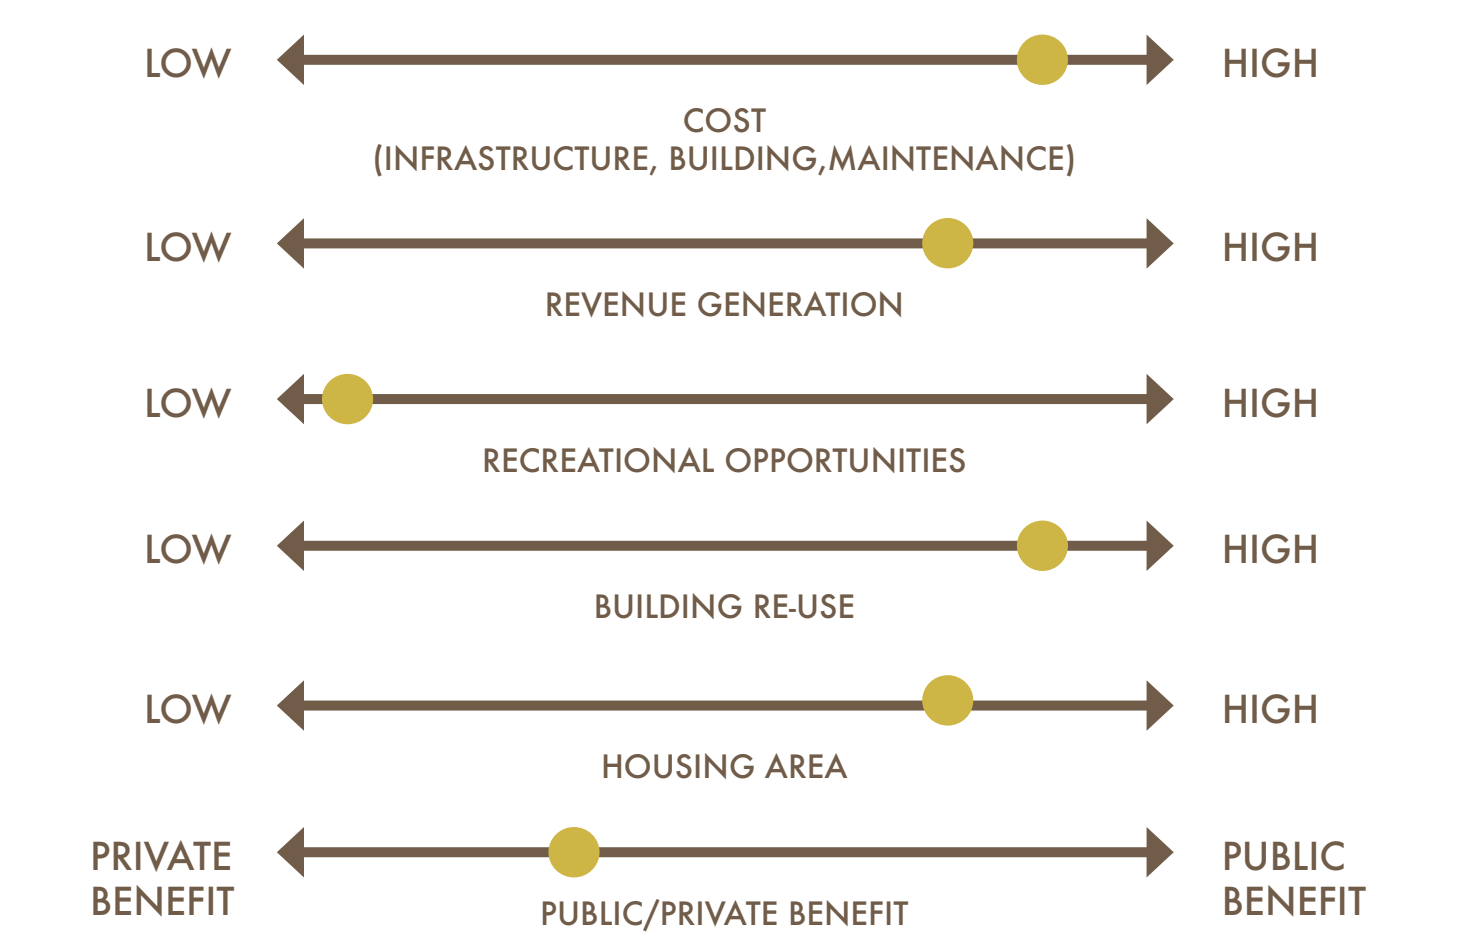 LOW HIGH
COST
(INFRASTRUCTURE, BUILDING,MAINTENANCE)
LOW HIGH
REVENUE GENERATION
LOW HIGH
RECREATIONAL OPPORTUNITIES
LOW HIGH
BUILDING RE-USE
LOW HIGH
HOUSING AREA
PRIVATE PUBLIC
BENEFIT BENEFIT
PUBLIC/PRIVATE BENEFIT